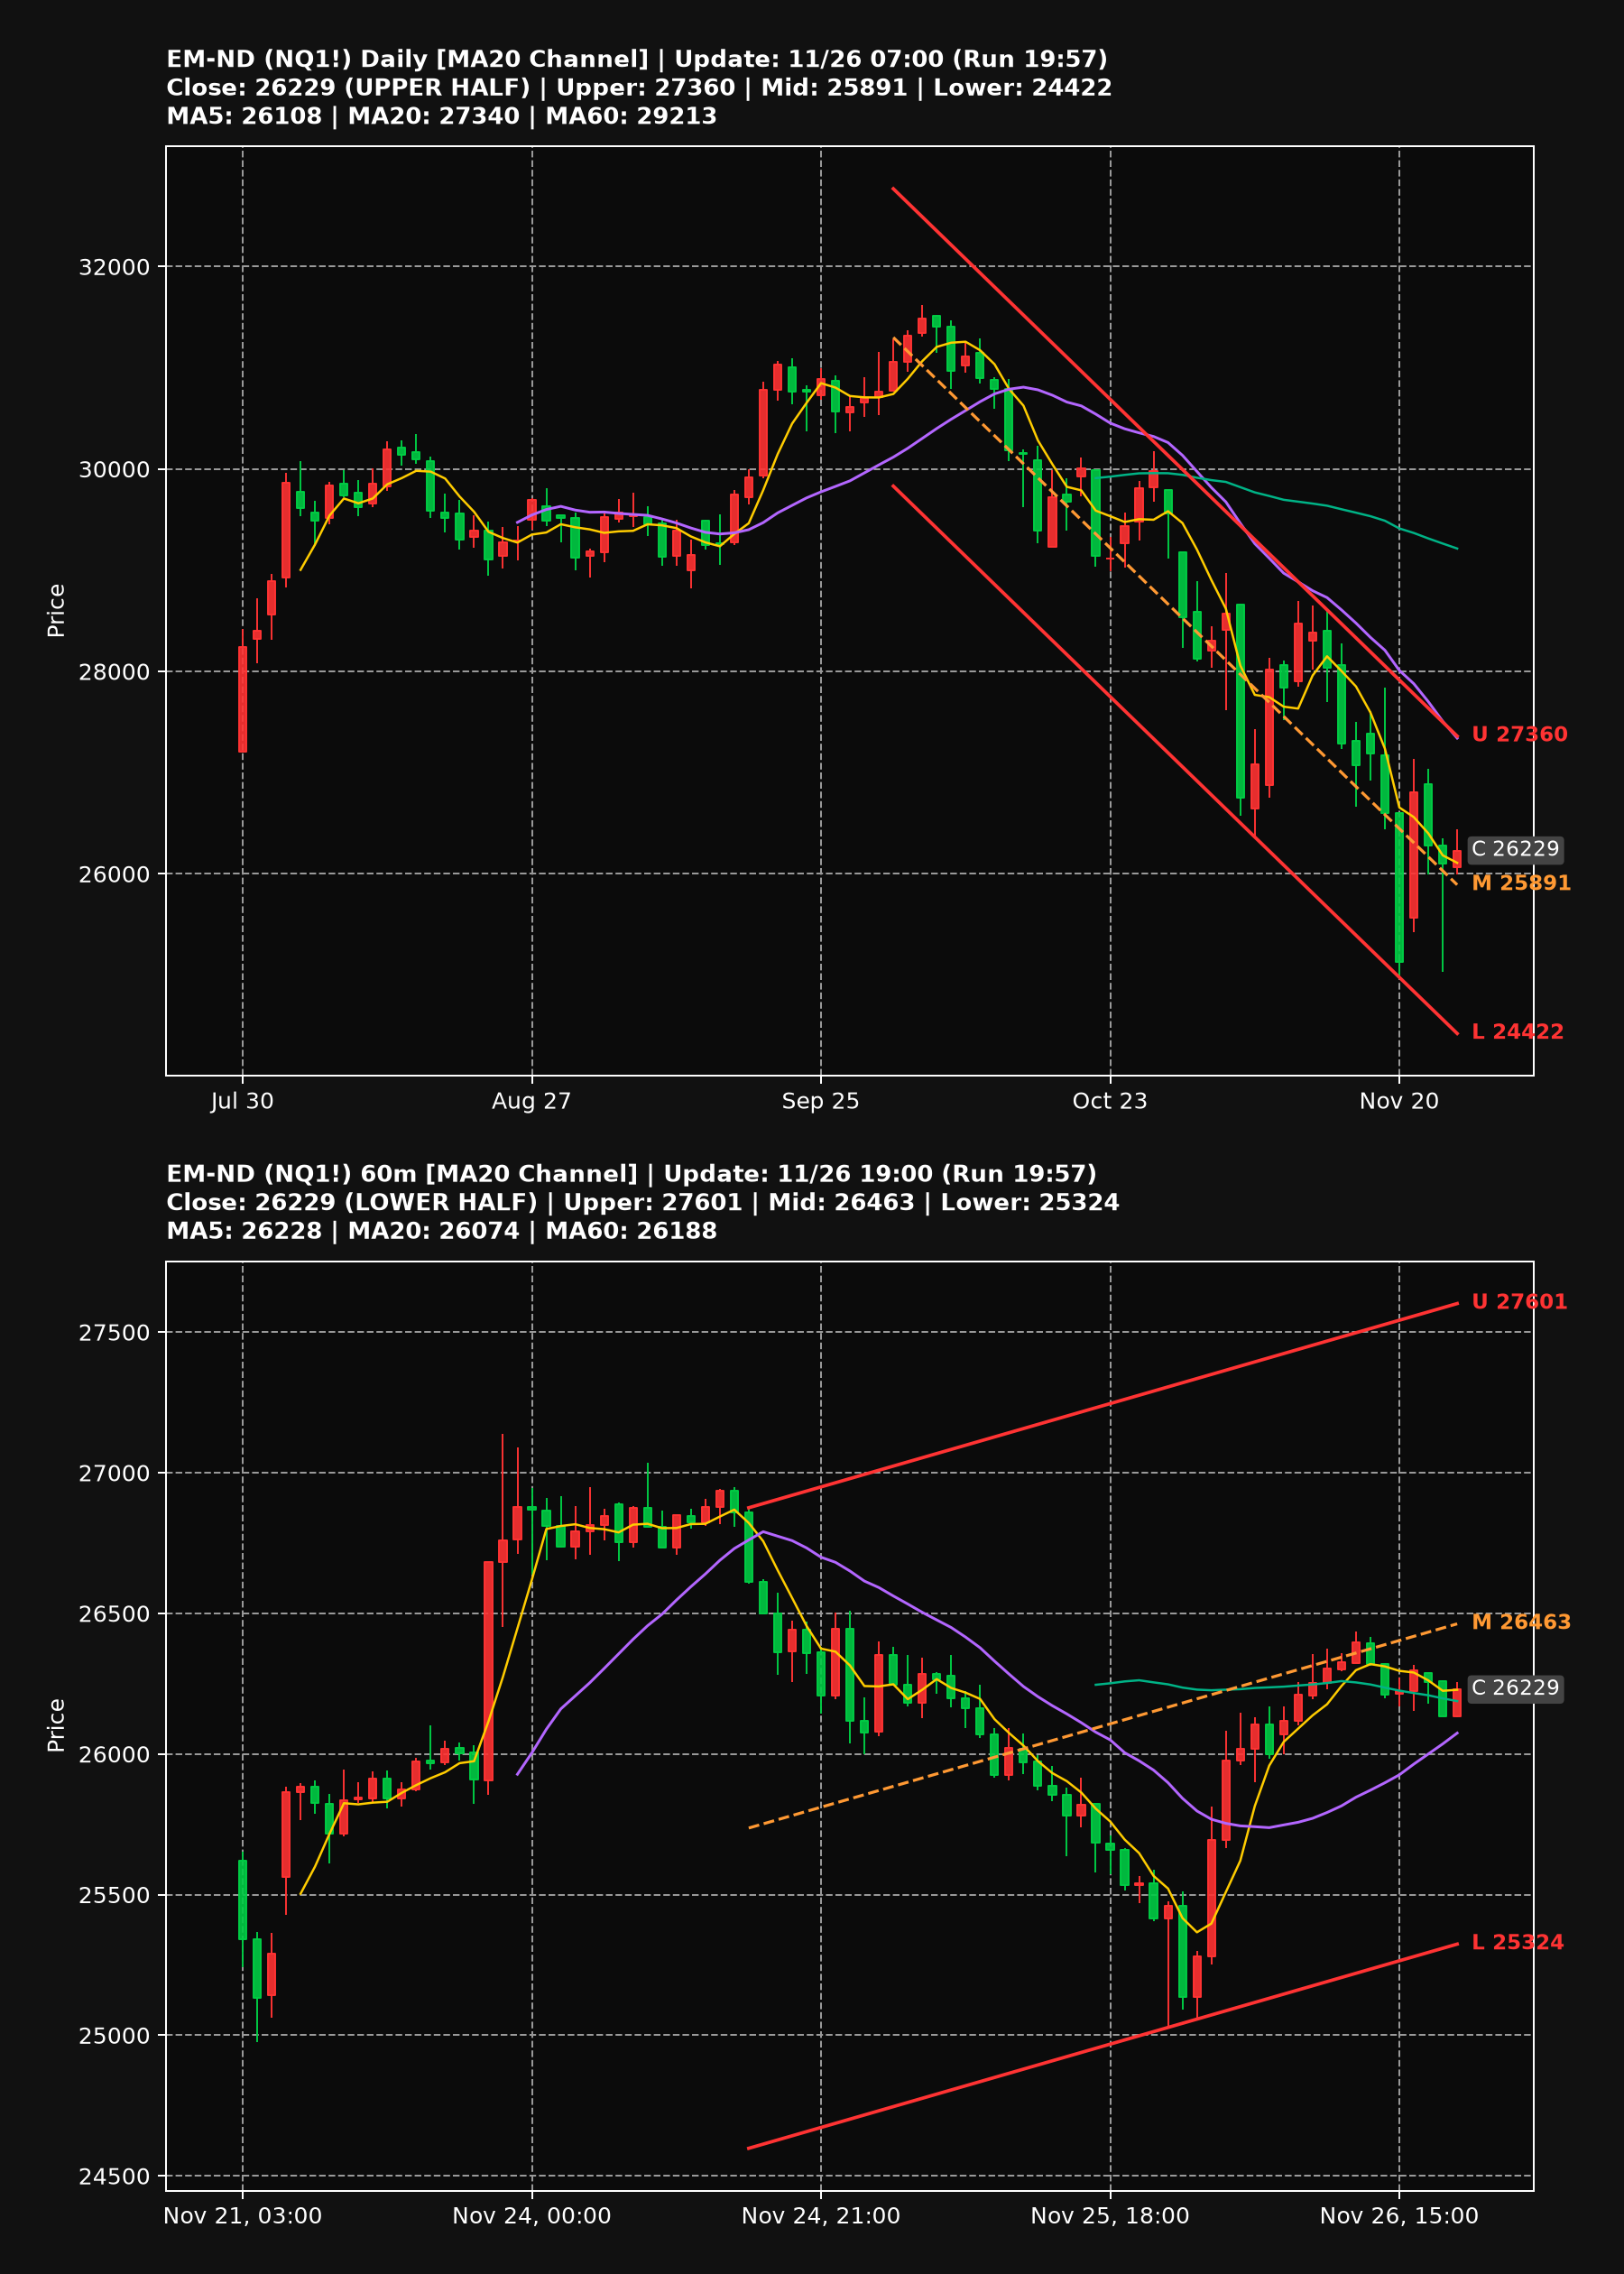 EM-ND (NQ1!) Daily [MA20 Channel] | Update: 11/26 07:00 (Run 19:57)
Close: 26229 (UPPER HALF) | Upper: 27360 | Mid: 25891 | Lower: 24422
MA5: 26108 | MA20: 27340 | MA60: 29213
32000
30000
28000
26000
Price
U 27360
C 26229
M 25891
L 24422
Jul 30
Aug 27
Sep 25
Oct 23
Nov 20
EM-ND (NQ1!) 60m [MA20 Channel] | Update: 11/26 19:00 (Run 19:57)
Close: 26229 (LOWER HALF) | Upper: 27601 | Mid: 26463 | Lower: 25324
MA5: 26228 | MA20: 26074 | MA60: 26188
27500
27000
26500
26000
25500
25000
24500
Price
U 27601
M 26463
C 26229
L 25324
Nov 21, 03:00
Nov 24, 00:00
Nov 24, 21:00
Nov 25, 18:00
Nov 26, 15:00